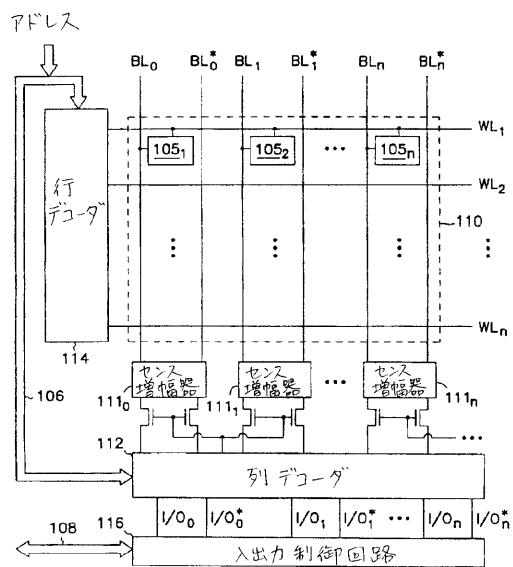 アドレス
BL₀ BL₀* BL₁ BL₁* BLₙ BLₙ*
WL₁
105₁ 105₂ ••• 105ₙ
WL₂
行
デコーダ
110
WLₙ
114
センス
増幅器
センス
増幅器
•••
センス
増幅器
106
111₀ 111₁ 111ₙ
112
•••
列デコーダ
I/O₀ I/O₀* I/O₁ I/O₁* ••• I/Oₙ I/Oₙ*
116
108
入出力制御回路